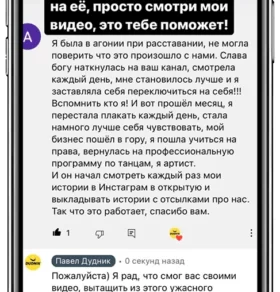 на её, просто смотри мои
видео, это тебе поможет!
А
Я была в агонии при расставании, не могла
поверить что это произошло с нами. Слава
богу наткнулась на ваш канал, смотрела
каждый день, мне становилось лучше и я
заставляла себя переключиться на себя!!!
Вспомнить кто я! И вот прошёл месяц, я
перестала плакать каждый день, стала
намного лучше себя чувствовать, мой
бизнес пошёл в гору, я пошла учиться на
права, вернулась на профессиональную
программу по танцам, я артист.
И он начал смотреть каждый раз мои
истории в Инстаграм в открытую и
выкладывать истории с отсылками про нас.
Так что это работает, спасибо вам.
1
Павел Дудник • 0 секунд назад
Пожалуйста) Я рад, что смог вас своими
видео, вытащить из этого ужасного